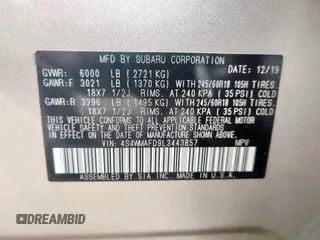 MFD BY SUBARU CORPORATION 12/19
GVWR: 6000 LB (2721 KG)
GAWR:F 3021 LB (1370 KG) WITH 245/60R18 105H TIRES,
18X7 1/2J RIMS, AT 240 KPA (35 PSI) COLD SINGLE
GAWR:R 3296 LB (1495 KG) WITH 245/60R18 105H TIRES,
18X7 1/2J RIMS, AT 240 KPA (35 PSI) COLD SINGLE
THIS VEHICLE CONFORMS TO ALL APPLICABLE
FEDERAL MOTOR VEHICLE SAFETY, BUMPER,
AND THEFT PREVENTION STANDARDS IN EFFECT
ON THE DATE OF MANUFACTURE SHOWN ABOVE.
VIN: 4S4WMAFD9L3443857 MPV
ASSEMBLED BY SIA INC. IN U.S.A.
DREAMBID